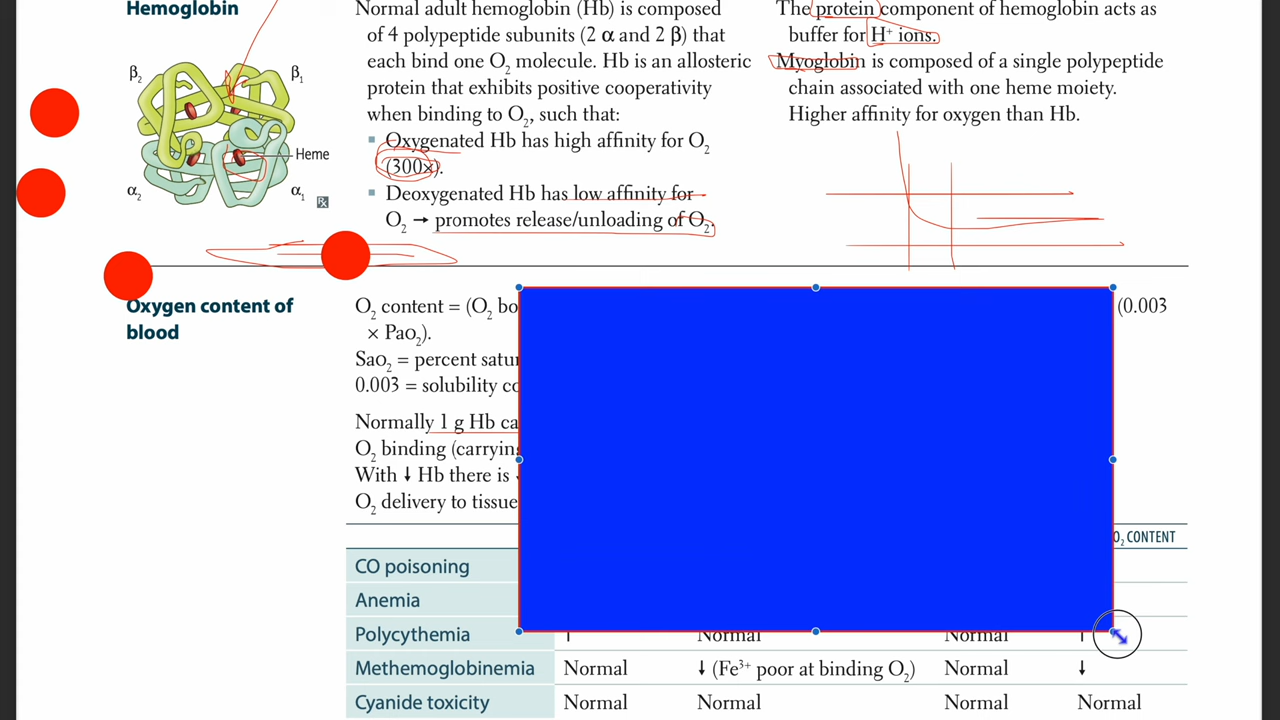 Hemoglobin
β2
β1
Heme
α2
α1
Normal adult hemoglobin (Hb) is composed
of 4 polypeptide subunits (2 α and 2 β) that
each bind one O2 molecule. Hb is an allosteric
protein that exhibits positive cooperativity
when binding to O2, such that:
▪ Oxygenated Hb has high affinity for O2
(300×).
▪ Deoxygenated Hb has low affinity for
O2 → promotes release/unloading of O2.
The protein component of hemoglobin acts as
buffer for H+ ions.
Myoglobin is composed of a single polypeptide
chain associated with one heme moiety.
Higher affinity for oxygen than Hb.
Oxygen content of
blood
O2 content = (O2 bo (0.003
× Pao2).
Sao2 = percent satu
0.003 = solubility co
Normally 1 g Hb ca
O2 binding (carryin
With ↓ Hb there is
O2 delivery to tissue
O2 CONTENT
CO poisoning
Anemia
Polycythemia Normal Normal
Methemoglobinemia Normal ↓ (Fe3+ poor at binding O2) Normal ↓
Cyanide toxicity Normal Normal Normal Normal